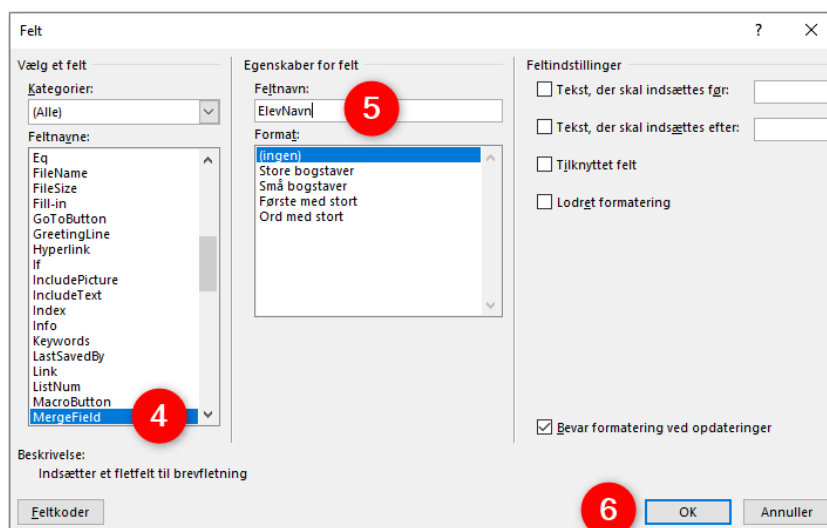 Felt
?
X
Vælg et felt
Kategorier:
(Alle)
Feltnavne:
Eq
FileName
FileSize
Fill-in
GoToButton
GreetingLine
Hyperlink
If
IncludePicture
IncludeText
Index
Info
Keywords
LastSavedBy
Link
ListNum
MacroButton
MergeField
4
Egenskaber for felt
Feltnavn:
ElevNavn
5
Format:
(ingen)
Store bogstaver
Små bogstaver
Første med stort
Ord med stort
Feltindstillinger
Tekst, der skal indsættes før:
Tekst, der skal indsættes efter:
Tilknyttet felt
Lodret formatering
Bevar formatering ved opdateringer
Beskrivelse:
Indsætter et fletfelt til brevfletning
Feltkoder
6
OK
Annuller